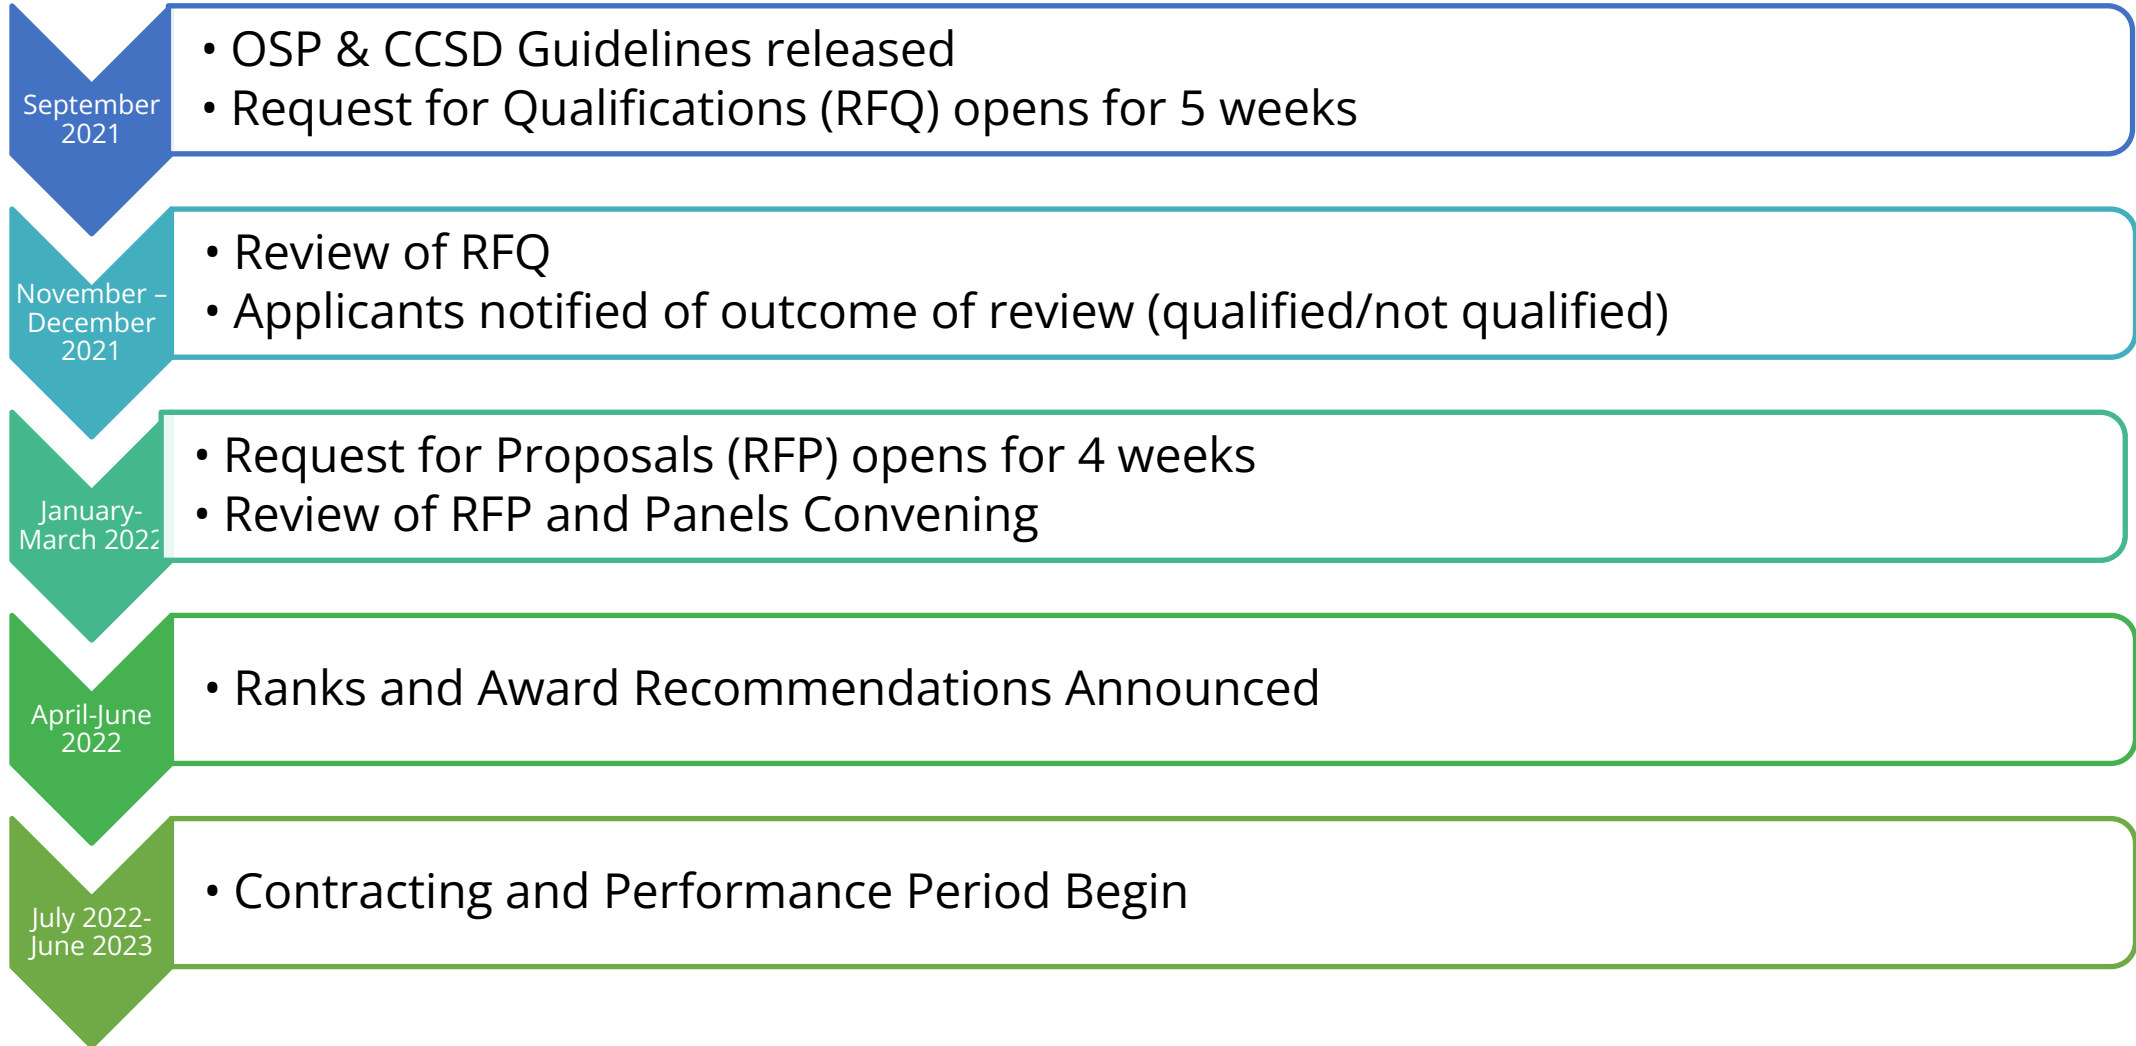 September
2021
• OSP & CCSD Guidelines released
• Request for Qualifications (RFQ) opens for 5 weeks
November –
December
2021
• Review of RFQ
• Applicants notified of outcome of review (qualified/not qualified)
January-
March 2022
• Request for Proposals (RFP) opens for 4 weeks
• Review of RFP and Panels Convening
April-June
2022
• Ranks and Award Recommendations Announced
July 2022-
June 2023
• Contracting and Performance Period Begin